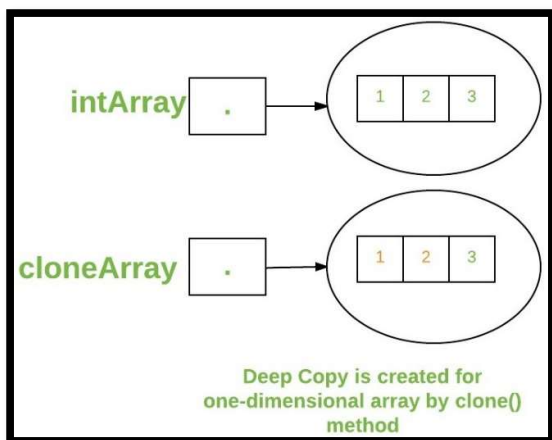 intArray
.
1 2 3
cloneArray
.
1 2 3
Deep Copy is created for
one-dimensional array by clone()
method